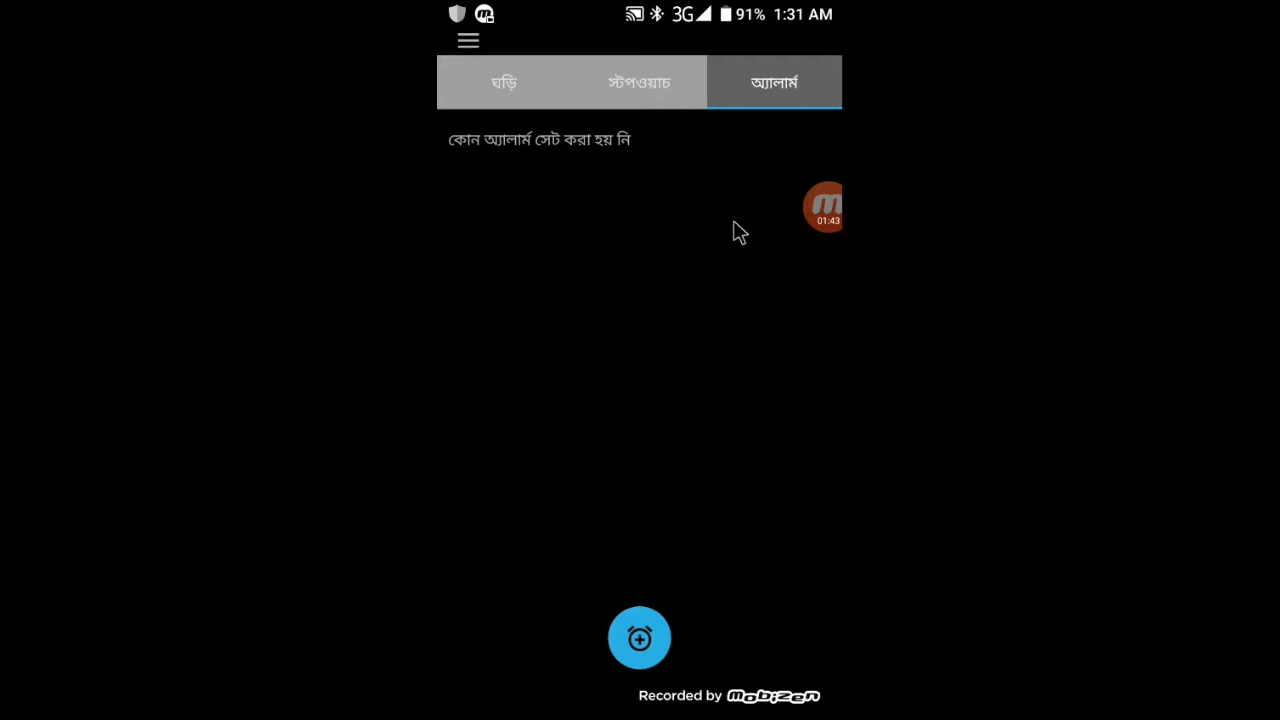 3G 91% 1:31 AM
ঘড়ি স্টপওয়াচ অ্যালার্ম
কোন অ্যালার্ম সেট করা হয় নি
01:43
Recorded by mobizen